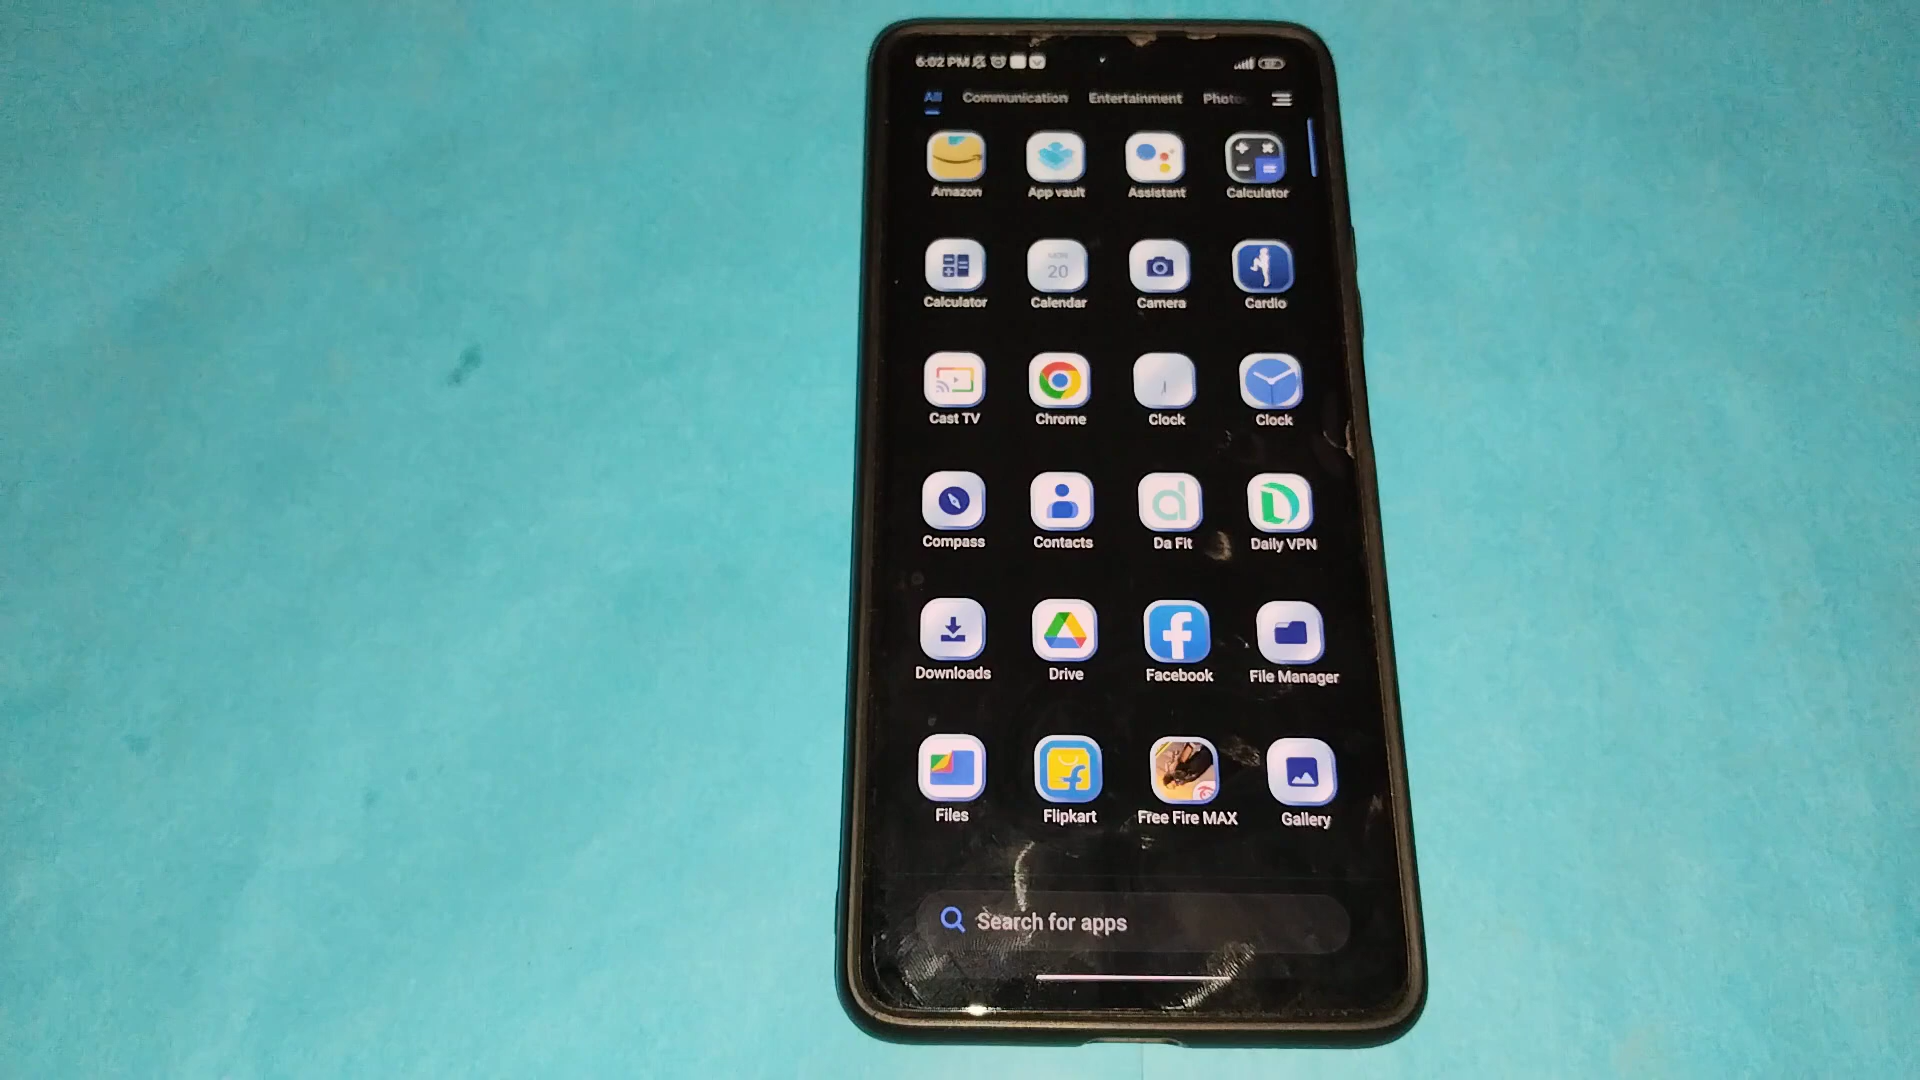 6:02 PM
All Communication Entertainment Photo
Amazon App vault Assistant Calculator
MON
20
Calculator Calendar Camera Cardio
Cast TV Chrome Clock Clock
Compass Contacts Da Fit Daily VPN
Downloads Drive Facebook File Manager
Files Flipkart Free Fire MAX Gallery
Search for apps